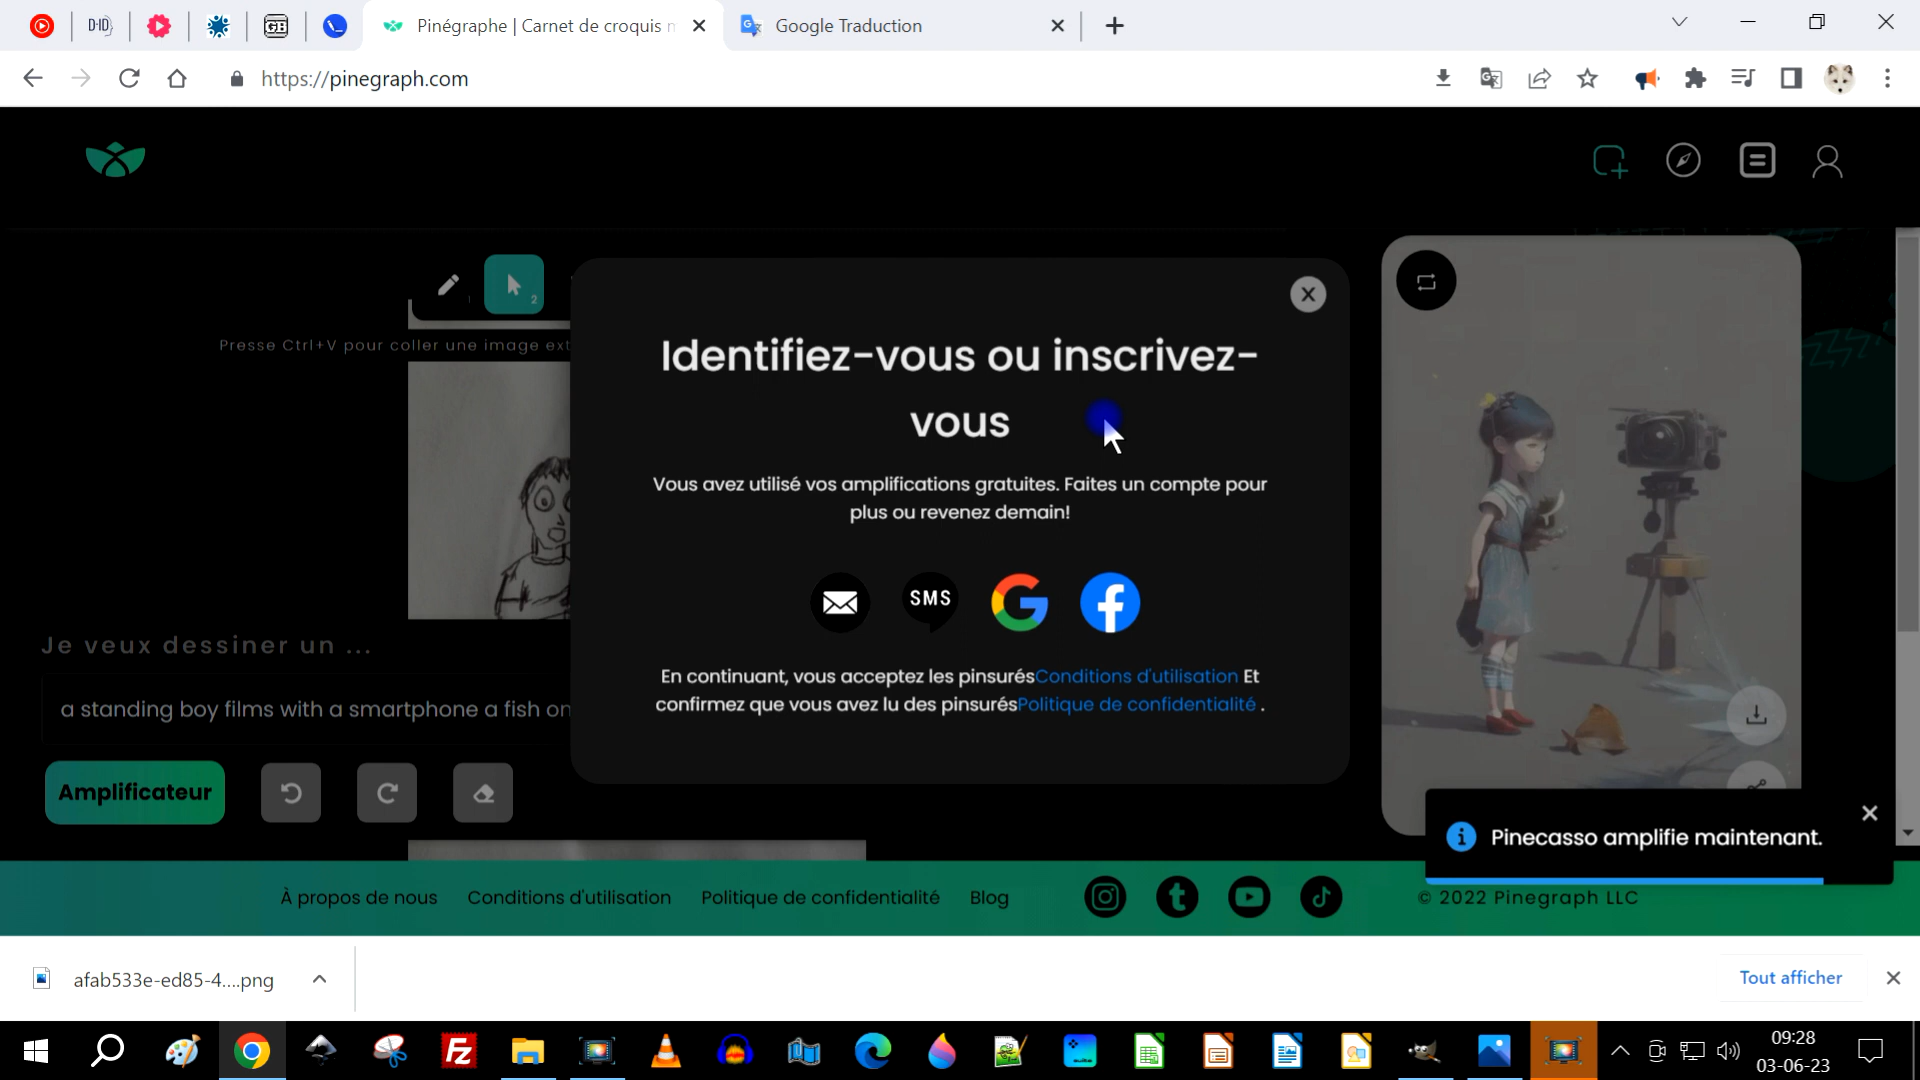 D·ID
Pinégraphe | Carnet de croquis
Google Traduction
https://pinegraph.com
1
2
Presse Ctrl+V pour coller une image ext
Identifiez-vous ou inscrivez-
vous
Vous avez utilisé vos amplifications gratuites. Faites un compte pour
plus ou revenez demain!
SMS
En continuant, vous acceptez les pinsurésConditions d'utilisation Et
confirmez que vous avez lu des pinsurésPolitique de confidentialité .
Je veux dessiner un ...
a standing boy films with a smartphone a fish on
Amplificateur
Pinecasso amplifie maintenant.
À propos de nous
Conditions d'utilisation
Politique de confidentialité
Blog
© 2022 Pinegraph LLC
afab533e-ed85-4....png
Tout afficher
Fz
09:28
03-06-23